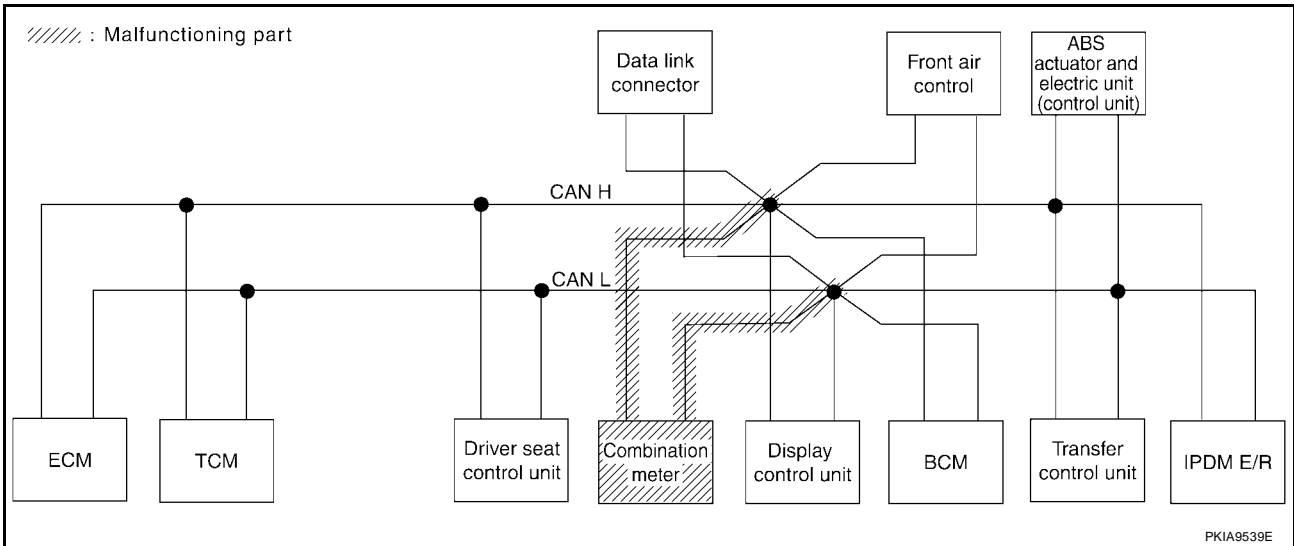 : Malfunctioning part
Data link
connector
Front air
control
ABS
actuator and
electric unit
(control unit)
CAN H
CAN L
ECM
TCM
Driver seat
control unit
Combination
meter
Display
control unit
BCM
Transfer
control unit
IPDM E/R
PKIA9539E